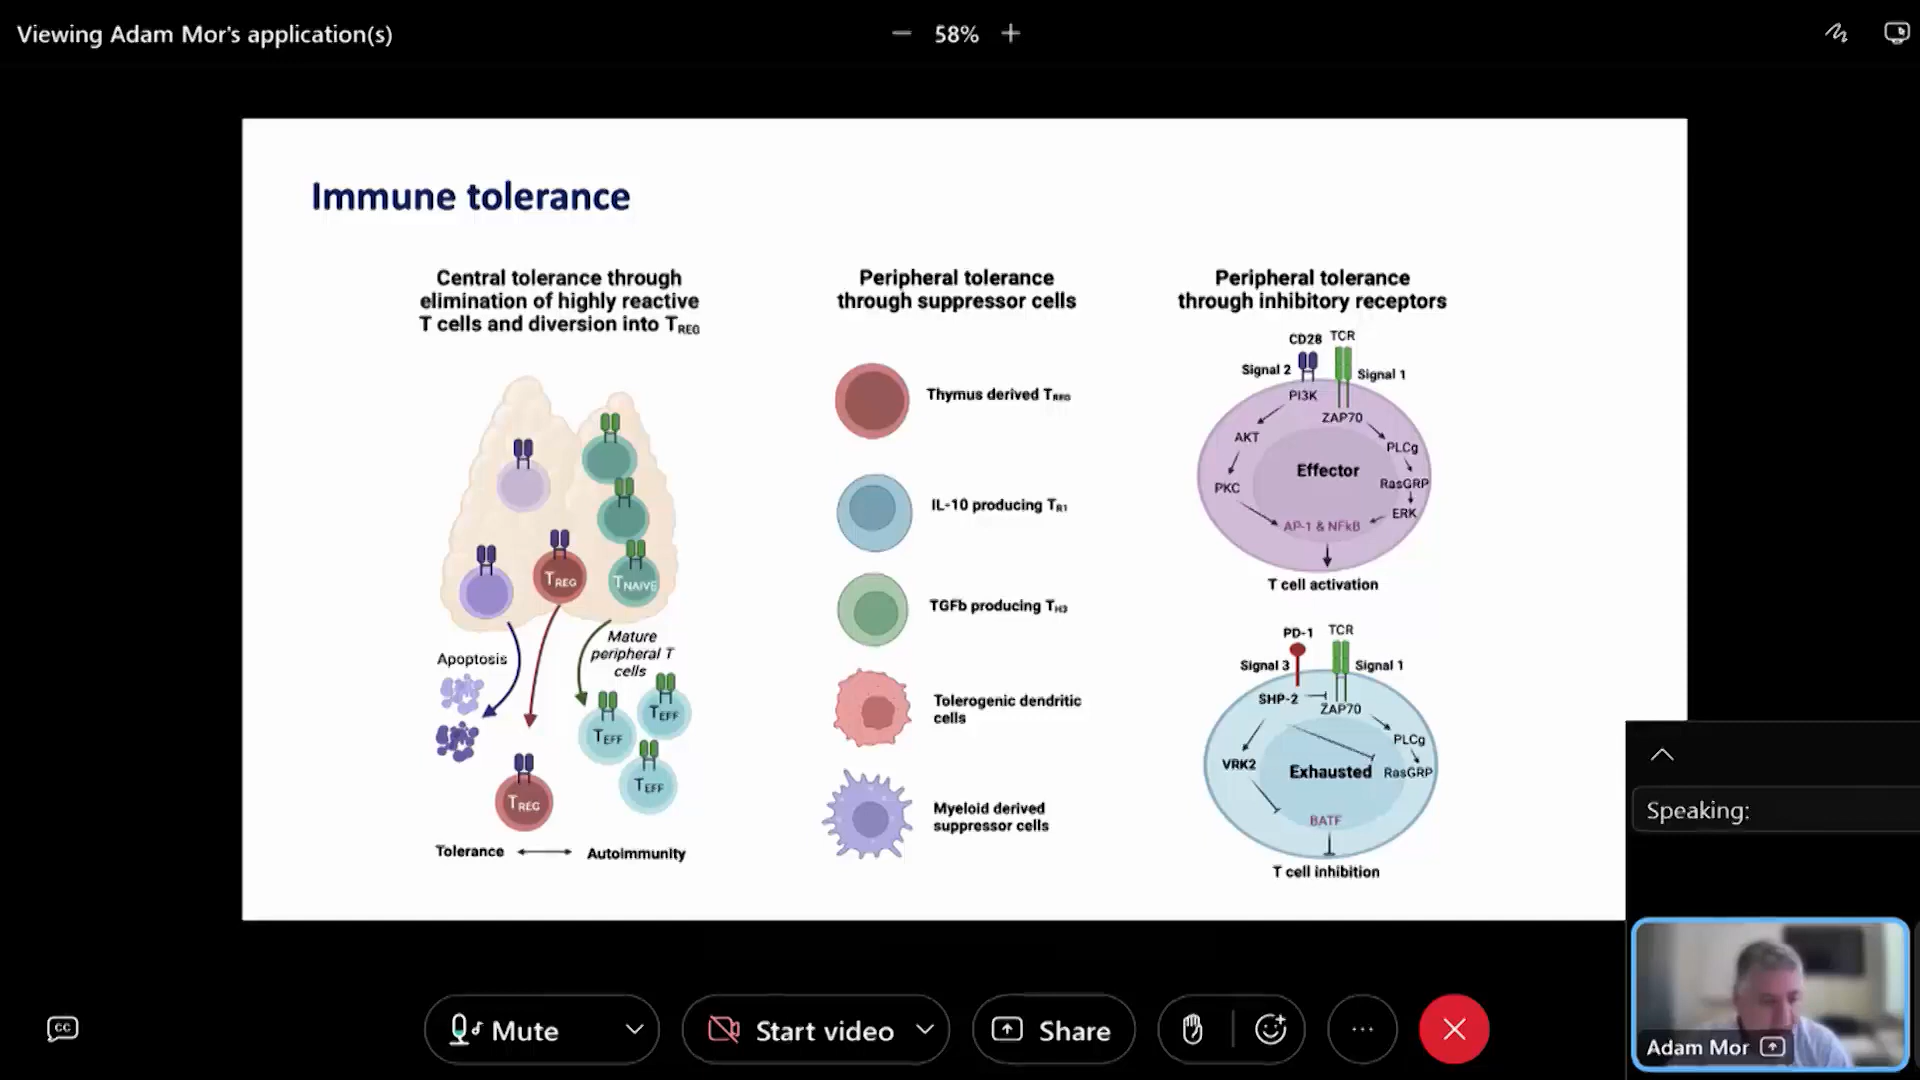 Viewing Adam Mor's application(s)
58%
Immune tolerance
Central tolerance through
elimination of highly reactive
T cells and diversion into TREG
TREG
TNAIVE
Apoptosis
Mature
peripheral T
cells
TEFF
TEFF
TEFF
TREG
Tolerance
Autoimmunity
Peripheral tolerance
through suppressor cells
Thymus derived TREG
IL-10 producing TR1
TGFb producing TH3
Tolerogenic dendritic
cells
Myeloid derived
suppressor cells
Peripheral tolerance
through inhibitory receptors
CD28 TCR
Signal 2
Signal 1
PI3K
ZAP70
AKT
PLCg
Effector
PKC
RasGRP
ERK
AP-1 & NFkB
T cell activation
PD-1 TCR
Signal 3
Signal 1
SHP-2
ZAP70
PLCg
VRK2
Exhausted
RasGRP
BATF
T cell inhibition
Speaking:
Adam Mor
CC
Mute
Start video
Share